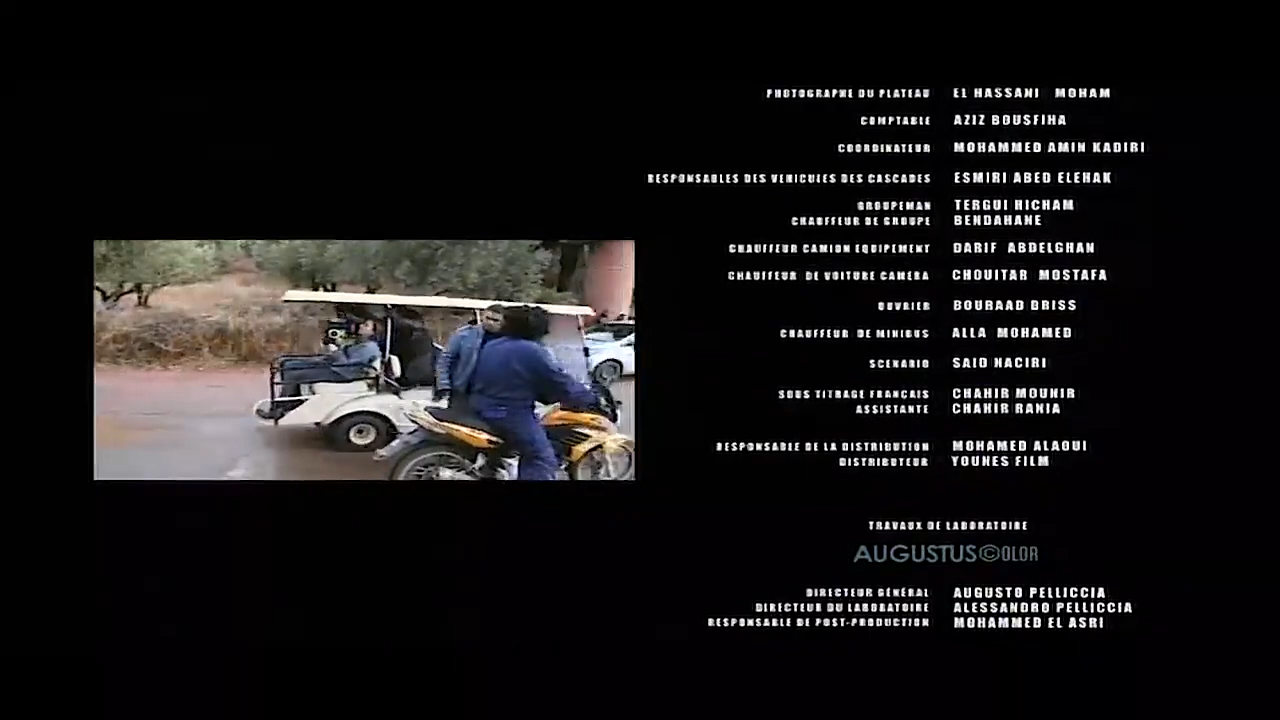 PHOTOGRAPHE DU PLATEAU EL HASSANI MOHAM
COMPTABLE AZIZ BOUSFIHA
COORDINATEUR MOHAMMED AMIN KADIRI
RESPONSABLES DES VEHICULES DES CASCADES ESMIRI ABED ELEHAK
GROUPEMAN TERGUI HICHAM
CHAUFFEUR DE GROUPE BENDAHANE
CHAUFFEUR CAMION EQUIPEMENT DARIF ABDELGHAN
CHAUFFEUR DE VOITURE CAMÉRA CHOUITAR MOSTAFA
OUVRIER BOURAAD DRISS
CHAUFFEUR DE MINIBUS ALLA MOHAMED
SCENARIO SAID NACIRI
SOUS TITRAGE FRANÇAIS CHAHIR MOUNIR
ASSISTANTE CHAHIR RANIA
RESPONSABLE DE LA DISTRIBUTION MOHAMED ALAOUI
DISTRIBUTEUR YOUNES FILM
TRAVAUX DE LABORATOIRE
AUGUSTUS©OLOR
DIRECTEUR GÉNÉRAL AUGUSTO PELLICCIA
DIRECTEUR DU LABORATOIRE ALESSANDRO PELLICCIA
RESPONSABLE DE POST-PRODUCTION MOHAMMED EL ASRI